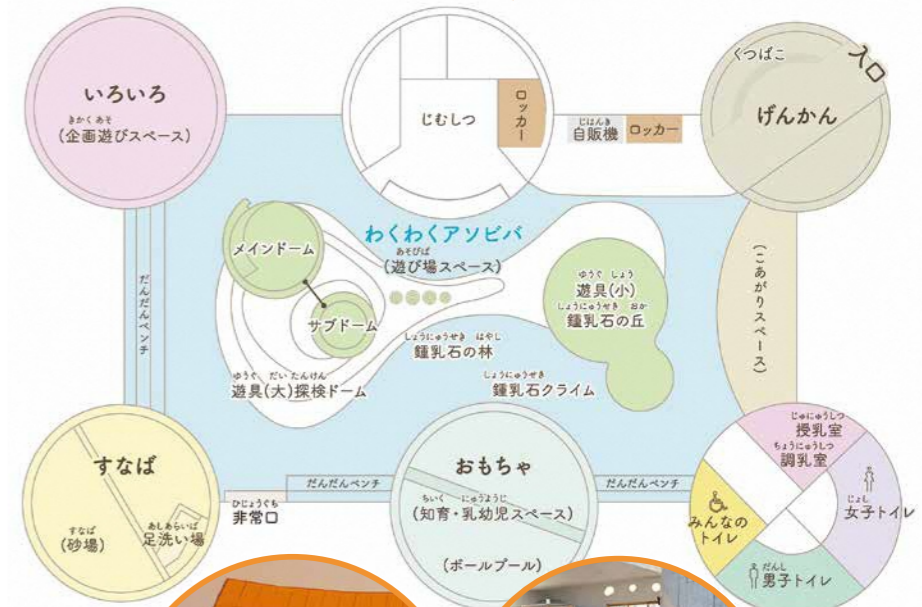 いろいろ
きかく あそ
(企画遊びスペース)
じむしつ
ロッカー
じはんき
自販機
ロッカー
くつばこ
入口
げんかん
メインドーム
サブドーム
わくわくアソビバ
あそびば
(遊び場スペース)
ゆうぐ しょう
遊具(小)
しょうにゅうせき おか
鍾乳石の丘
(こあがりスペース)
だんだんベンチ
しょうにゅうせき はやし
鍾乳石の林
ゆうぐ だい たんけん
遊具(大)探検ドーム
しょうにゅうせき
鍾乳石クライム
すなば
すなば
(砂場)
あしあらいば
足洗い場
ひじょうぐち
非常口
だんだんベンチ
おもちゃ
ちいく にゅうようじ
(知育・乳幼児スペース)
(ボールプール)
だんだんベンチ
じゅにゅうしつ
授乳室
ちょうにゅうしつ
調乳室
みんなの
トイレ
じょし
女子トイレ
だんし
男子トイレ